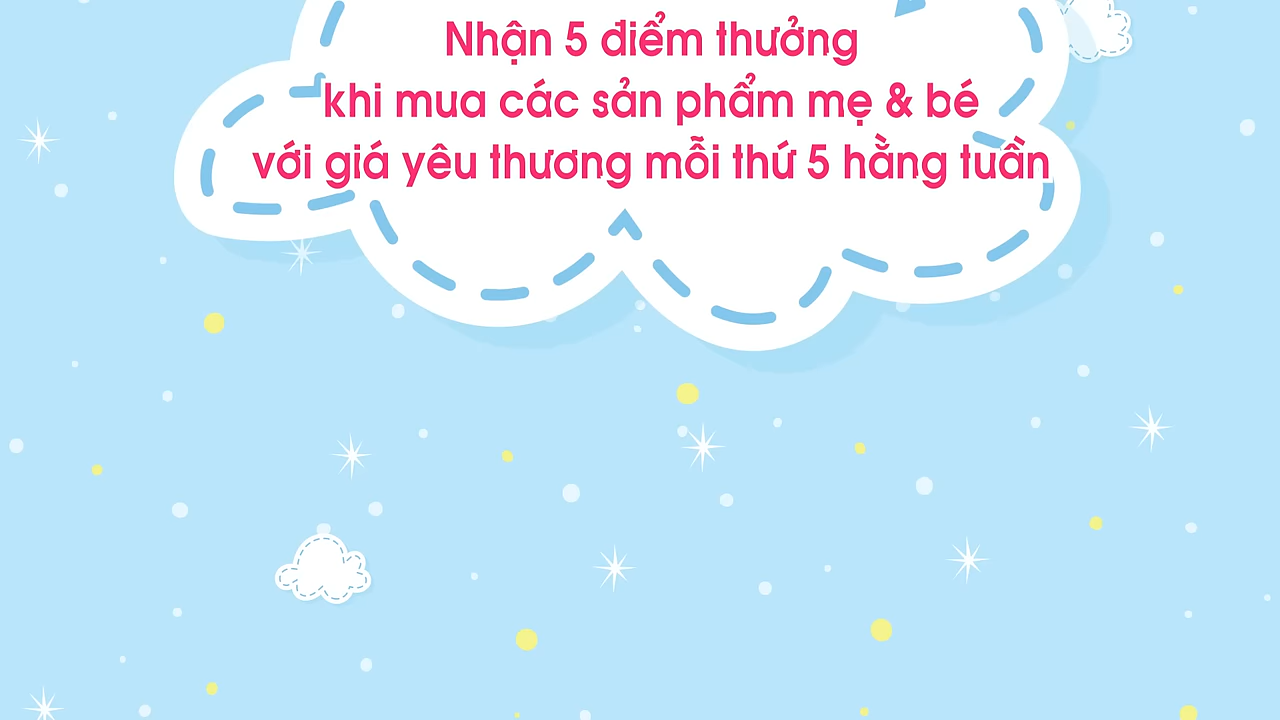 Nhận 5 điểm thưởng
khi mua các sản phẩm mẹ & bé
với giá yêu thương mỗi thứ 5 hằng tuần